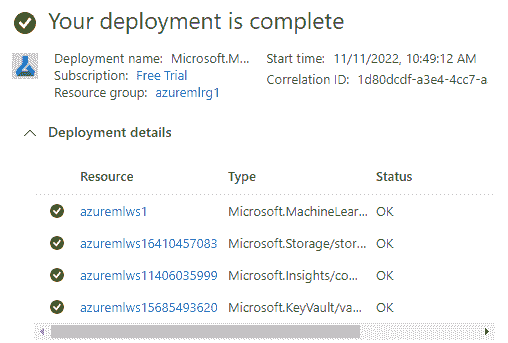 Your deployment is complete
Deployment name: Microsoft.M... Start time: 11/11/2022, 10:49:12 AM
Subscription: Free Trial Correlation ID: 1d80dcdf-a3e4-4cc7-a
Resource group: azuremlrg1
Deployment details
Resource Type Status
azuremlws1 Microsoft.MachineLear... OK
azuremlws16410457083 Microsoft.Storage/stor... OK
azuremlws11406035999 Microsoft.Insights/co... OK
azuremlws15685493620 Microsoft.KeyVault/va... OK